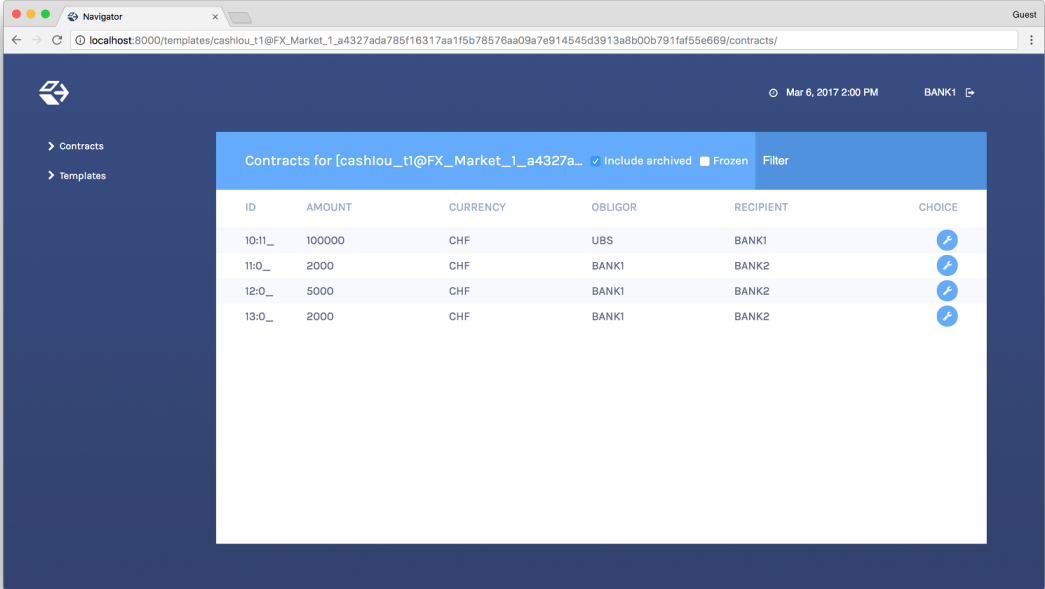 Navigator
Guest
localhost:8000/templates/cashIou_t1@FX_Market_1_a4327ada785f16317aa1f5b78576aa09a7e914545d3913a8b00b791faf55e669/contracts/
Mar 6, 2017 2:00 PM BANK1
Contracts
Templates
Contracts for [cashIou_t1@FX_Market_1_a4327a... Include archived Frozen Filter
ID AMOUNT CURRENCY OBLIGOR RECIPIENT CHOICE
10:11_ 100000 CHF UBS BANK1
11:0_ 2000 CHF BANK1 BANK2
12:0_ 5000 CHF BANK1 BANK2
13:0_ 2000 CHF BANK1 BANK2